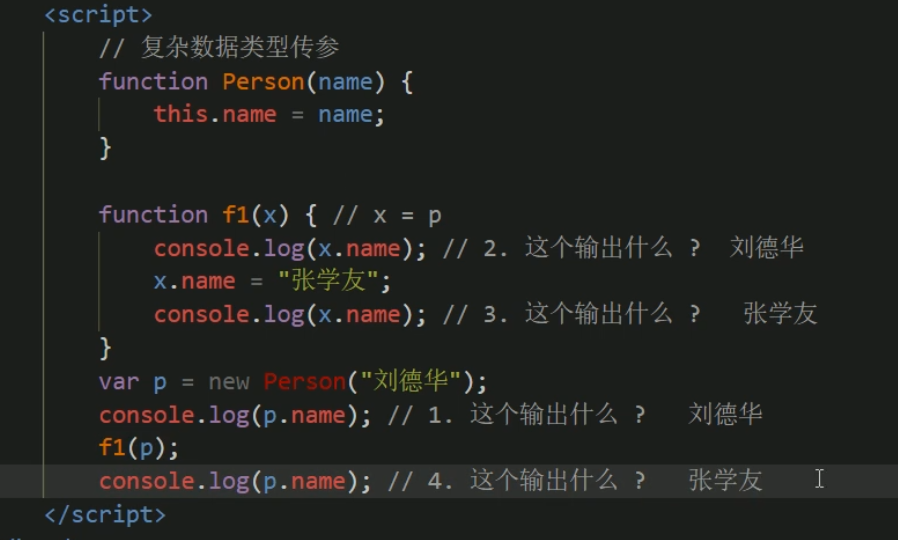 <script>
// 复杂数据类型传参
function Person(name) {
this.name = name;
}
function f1(x) { // x = p
console.log(x.name); // 2. 这个输出什么 ? 刘德华
x.name = "张学友";
console.log(x.name); // 3. 这个输出什么 ? 张学友
}
var p = new Person("刘德华");
console.log(p.name); // 1. 这个输出什么 ? 刘德华
f1(p);
console.log(p.name); // 4. 这个输出什么 ? 张学友
</script>